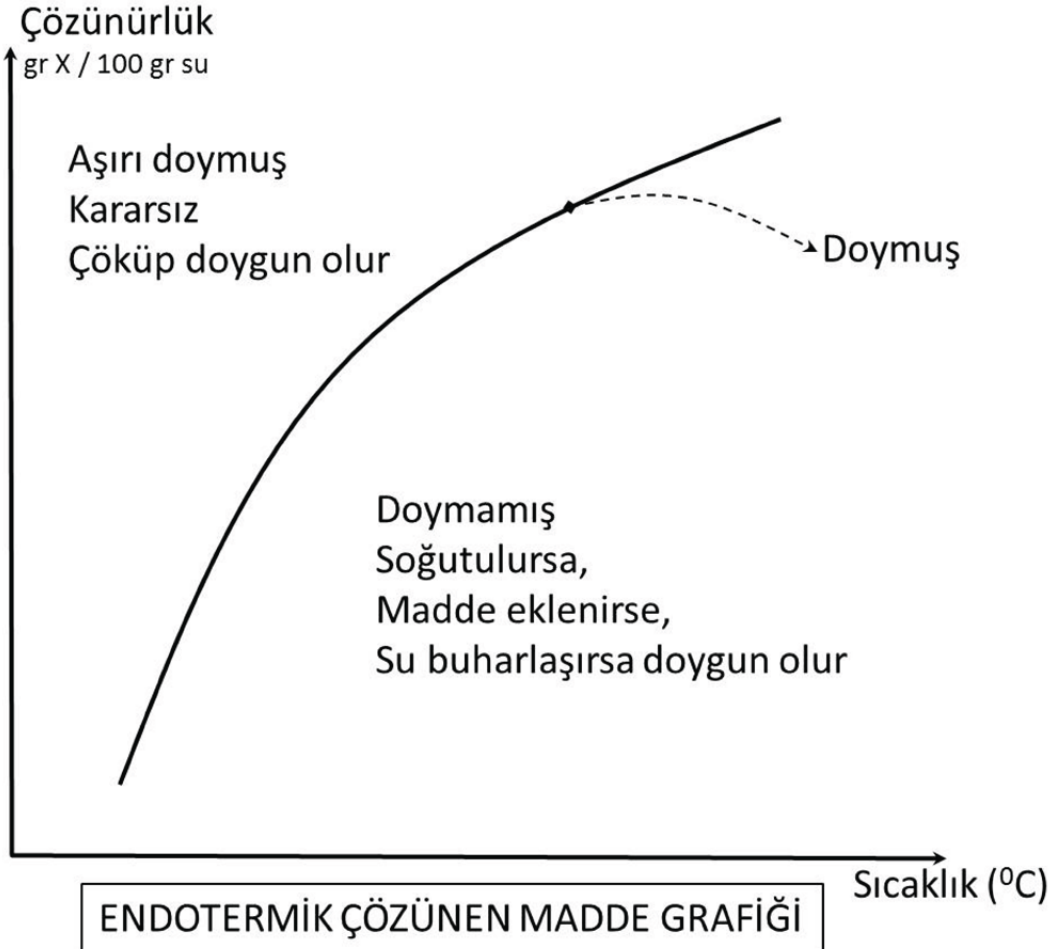 Çözünürlük
gr X / 100 gr su
Aşırı doymuş
Kararsız
Çöküp doygun olur
Doymuş
Doymamış
Soğutulursa,
Madde eklenirse,
Su buharlaşırsa doygun olur
Sıcaklık (⁰C)
ENDOTERMİK ÇÖZÜNEN MADDE GRAFİĞİ